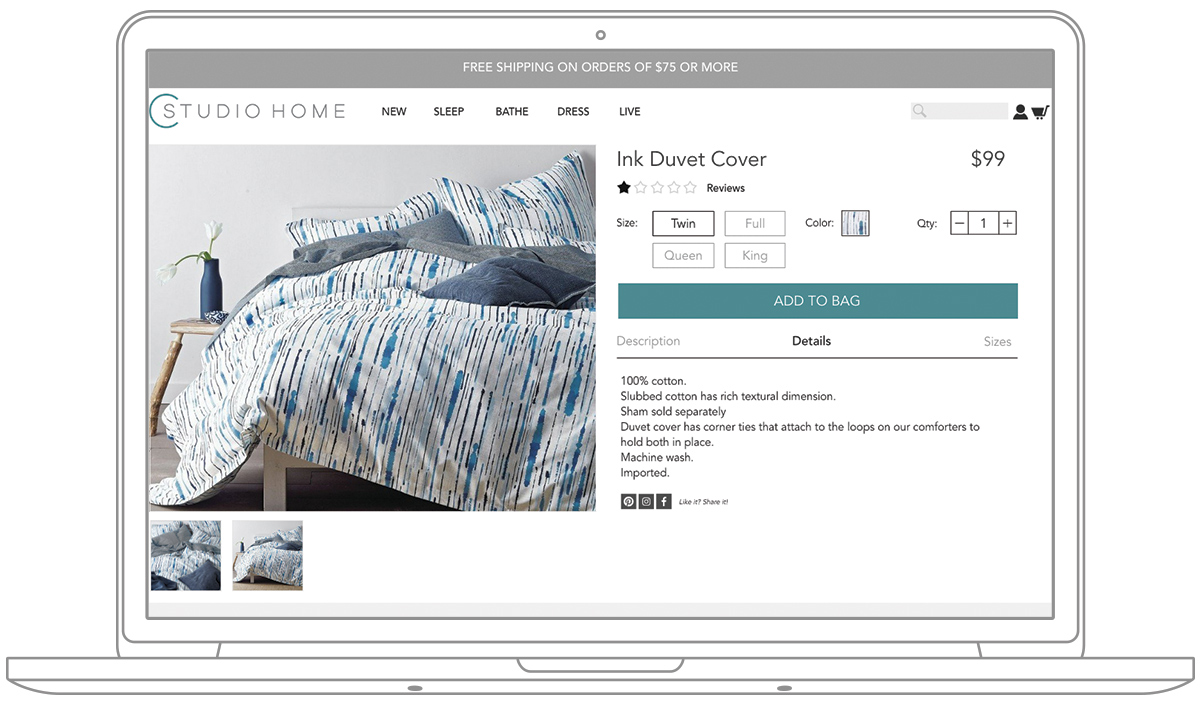 FREE SHIPPING ON ORDERS OF $75 OR MORE
STUDIO HOME NEW SLEEP BATHE DRESS LIVE
Ink Duvet Cover $99
Reviews
Size: Twin Full Color: Qty: − 1 +
Queen King
ADD TO BAG
Description Details Sizes
100% cotton.
Slubbed cotton has rich textural dimension.
Sham sold separately
Duvet cover has corner ties that attach to the loops on our comforters to
hold both in place.
Machine wash.
Imported.
Like it? Share it!